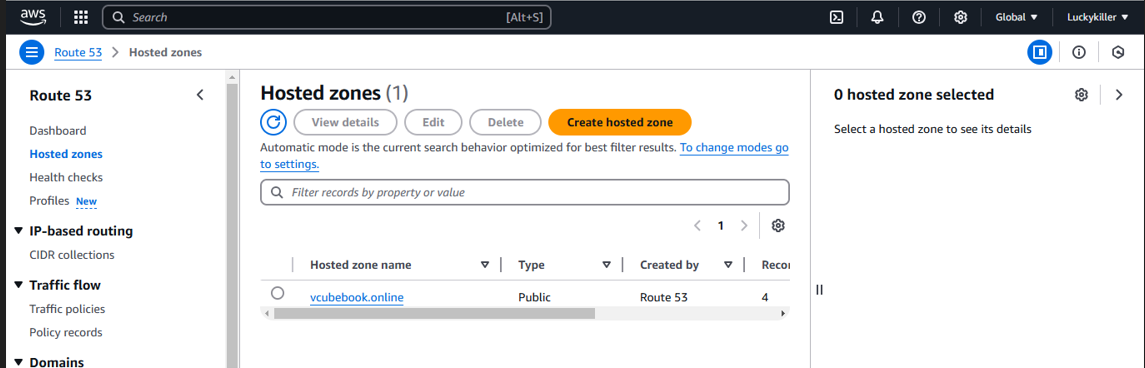 aws
Search [Alt+S]
Global ▼ Luckykiller ▼
Route 53 > Hosted zones
Route 53
Dashboard
Hosted zones
Health checks
Profiles New
▼ IP-based routing
CIDR collections
▼ Traffic flow
Traffic policies
Policy records
▼ Domains
Hosted zones (1)
View details Edit Delete Create hosted zone
Automatic mode is the current search behavior optimized for best filter results. To change modes go
to settings.
Filter records by property or value
< 1 >
Hosted zone name Type Created by Recor
vcubebook.online Public Route 53 4
0 hosted zone selected
Select a hosted zone to see its details